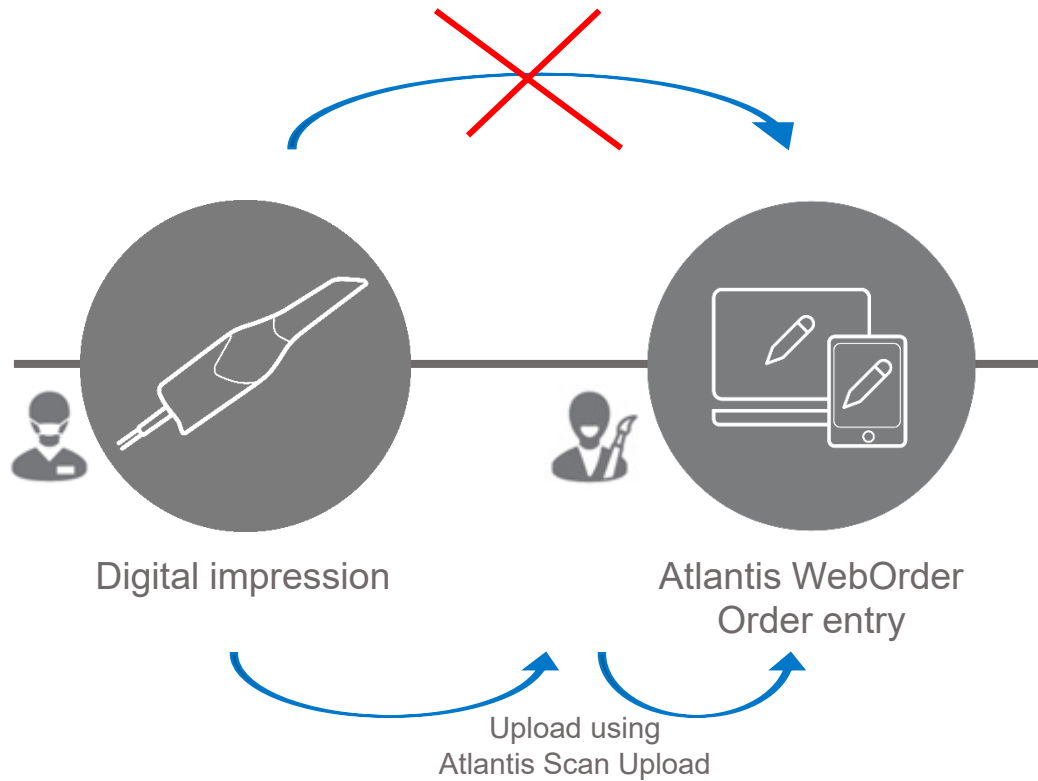 Digital impression
Atlantis WebOrder
Order entry
Upload using
Atlantis Scan Upload